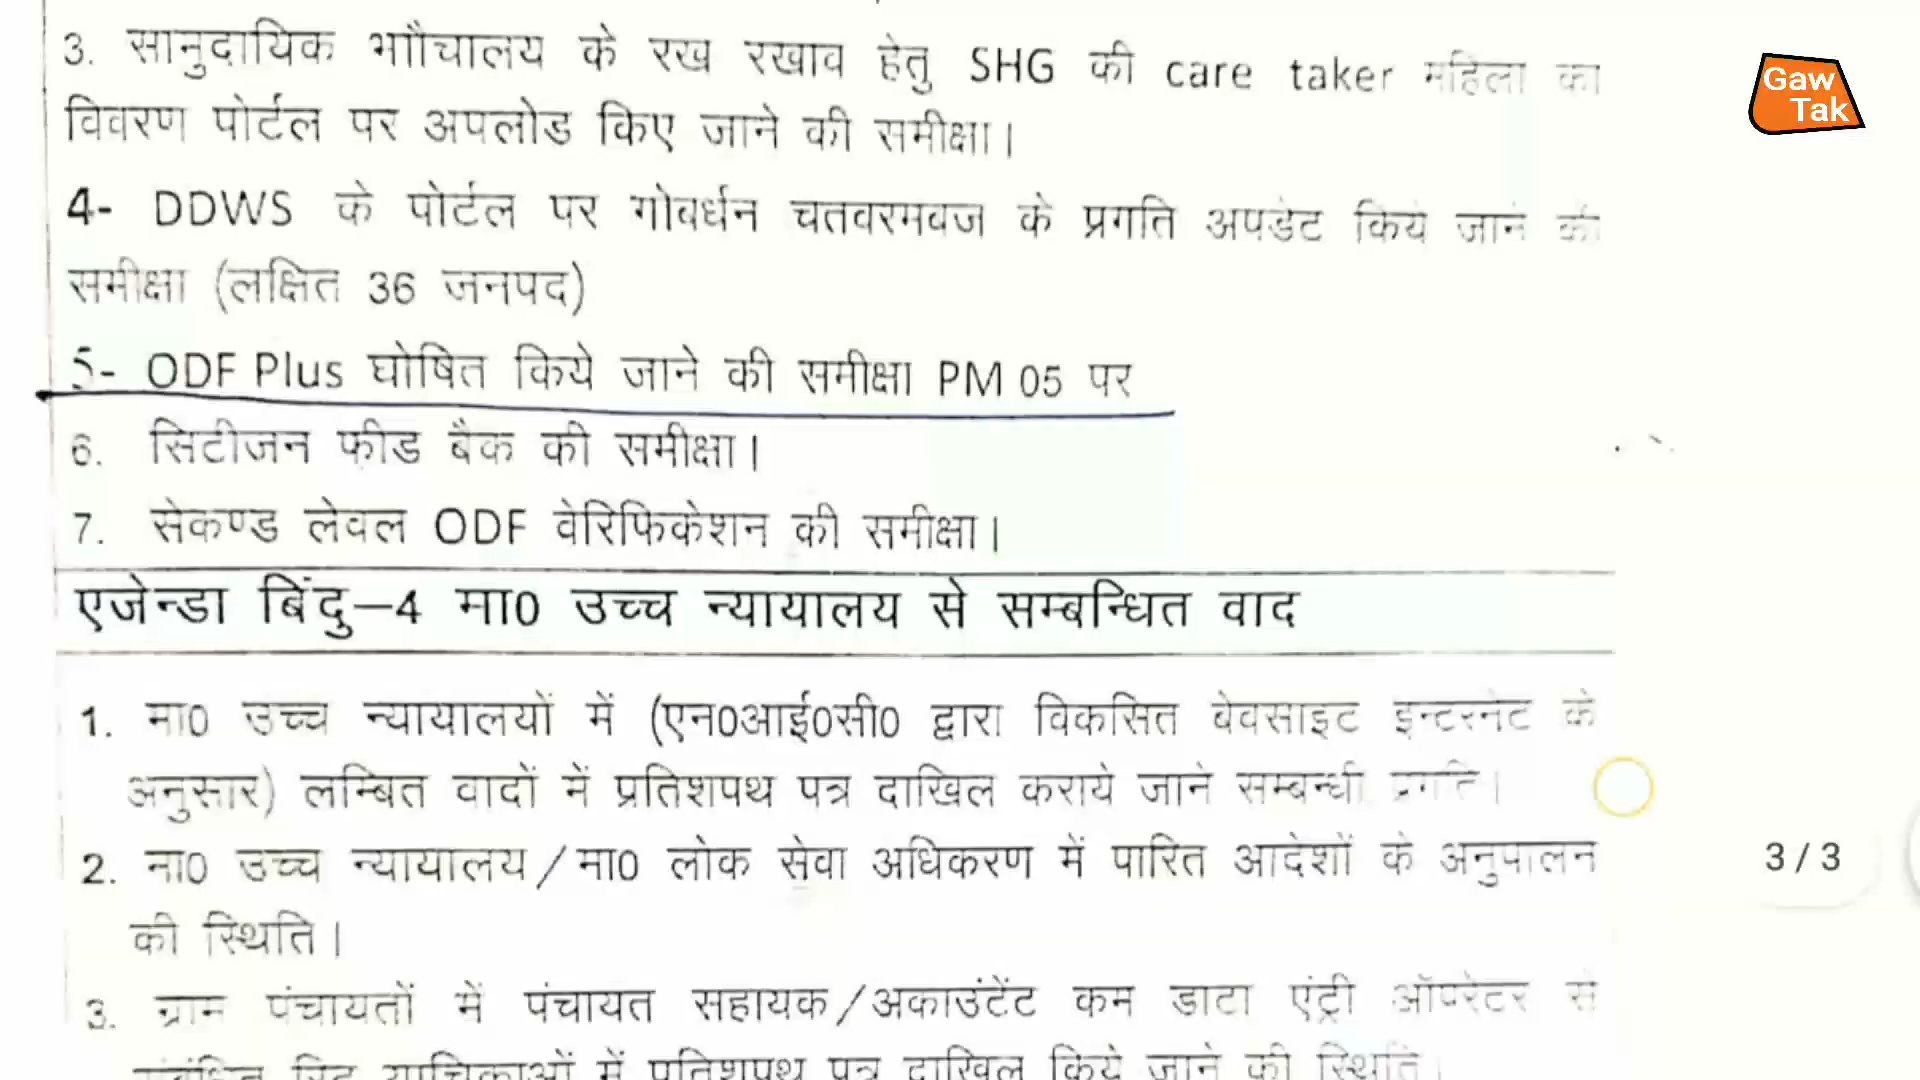 3. सानुदायिक भाौचालय के रख रखाव हेतु SHG की care taker महिला का
विवरण पोर्टल पर अपलोड किए जाने की समीक्षा।
4- DDWS के पोर्टल पर गोवर्धन चतवरमवज के प्रगति अपडेट किये जाने की
समीक्षा (लक्षित 36 जनपद)
5- ODF Plus घोषित किये जाने की समीक्षा PM 05 पर
6. सिटीजन फीड बैक की समीक्षा।
7. सेकण्ड लेवल ODF वेरिफिकेशन की समीक्षा।
एजेन्डा बिंदु–4 मा0 उच्च न्यायालय से सम्बन्धित वाद
1. मा0 उच्च न्यायालयों में (एन0आई0सी0 द्वारा विकसित वेवसाइट इन्टरनेट के
अनुसार) लम्बित वादों में प्रतिशपथ पत्र दाखिल कराये जाने सम्बन्धी प्रगति।
2. ना0 उच्च न्यायालय/मा0 लोक सेवा अधिकरण में पारित आदेशों के अनुपालन
की स्थिति।
3. ग्राम पंचायतों में पंचायत सहायक/अकाउंटेंट कम डाटा एंट्री ऑपरेटर से
संबंधित रिट याचिकाओं में प्रतिशपथ पत्र दाखिल किये जाने की स्थिति।
Gaw
Tak
3 / 3